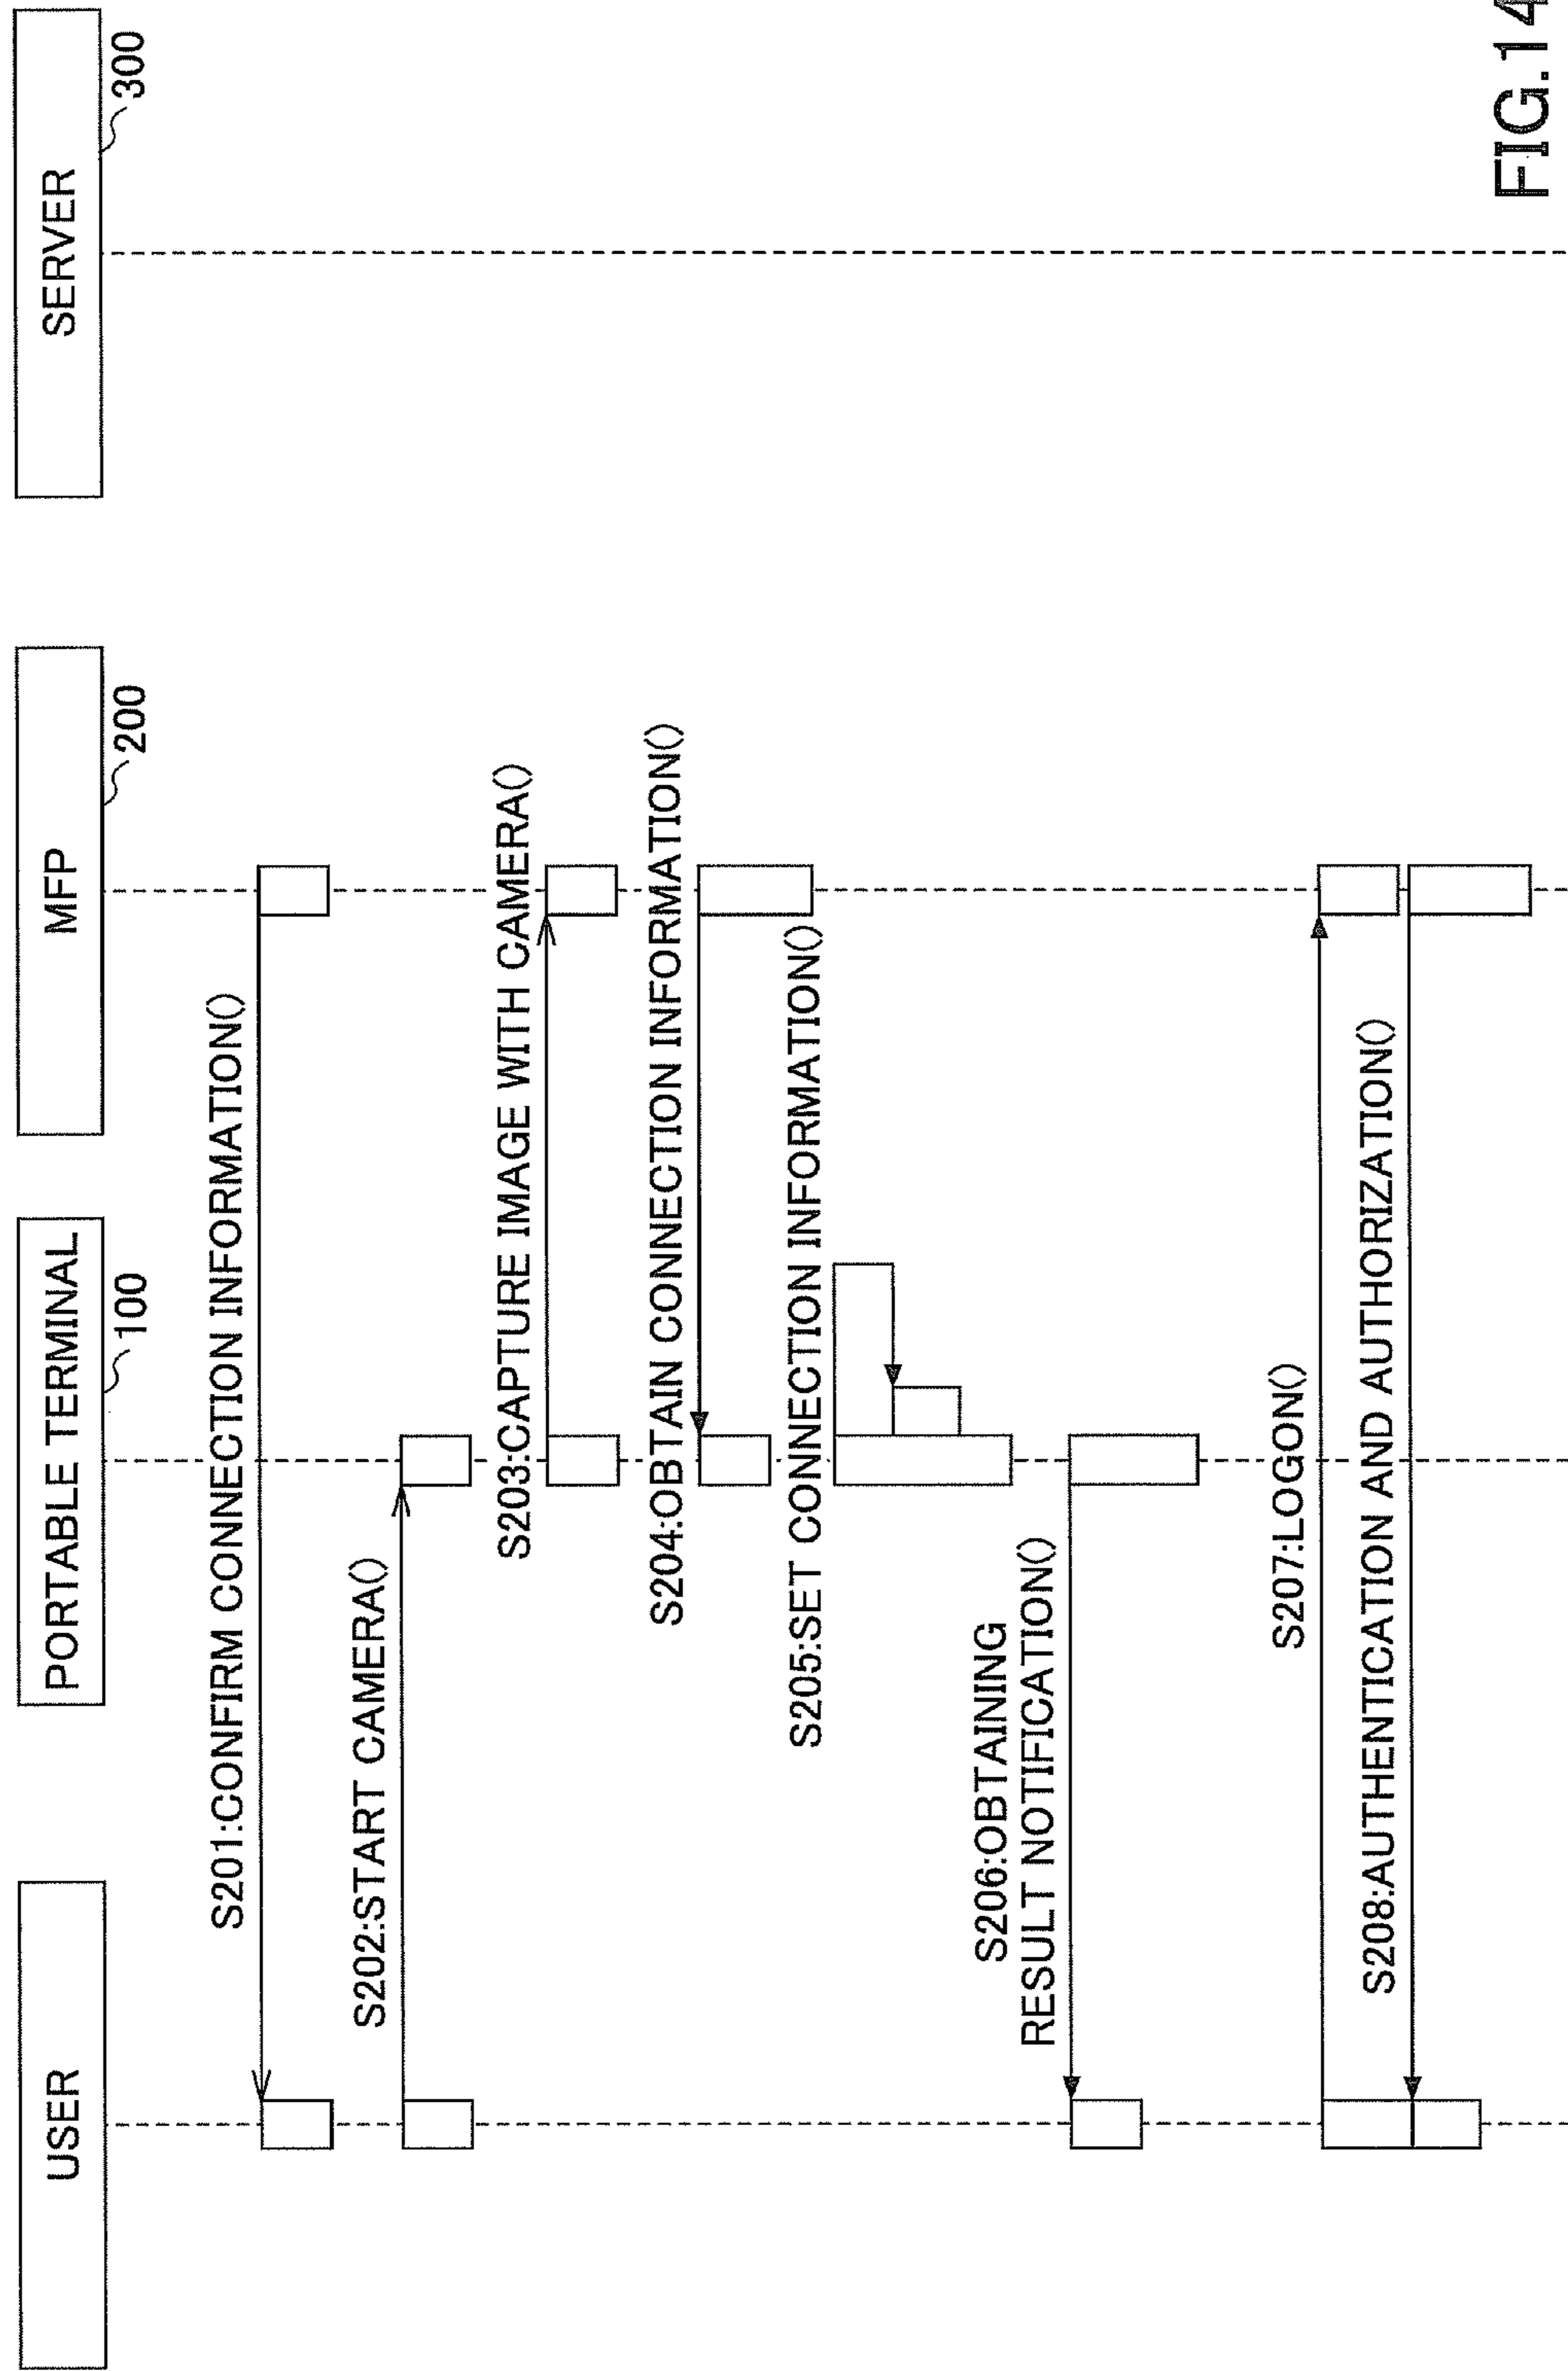 USER
PORTABLE TERMINAL
100
MFP
200
SERVER
300
S201:CONFIRM CONNECTION INFORMATION()
S202:START CAMERA()
S203:CAPTURE IMAGE WITH CAMERA()
S204:OBTAIN CONNECTION INFORMATION()
S205:SET CONNECTION INFORMATION()
S206:OBTAINING
RESULT NOTIFICATION()
S207:LOGON()
S208:AUTHENTICATION AND AUTHORIZATION()
FIG.14